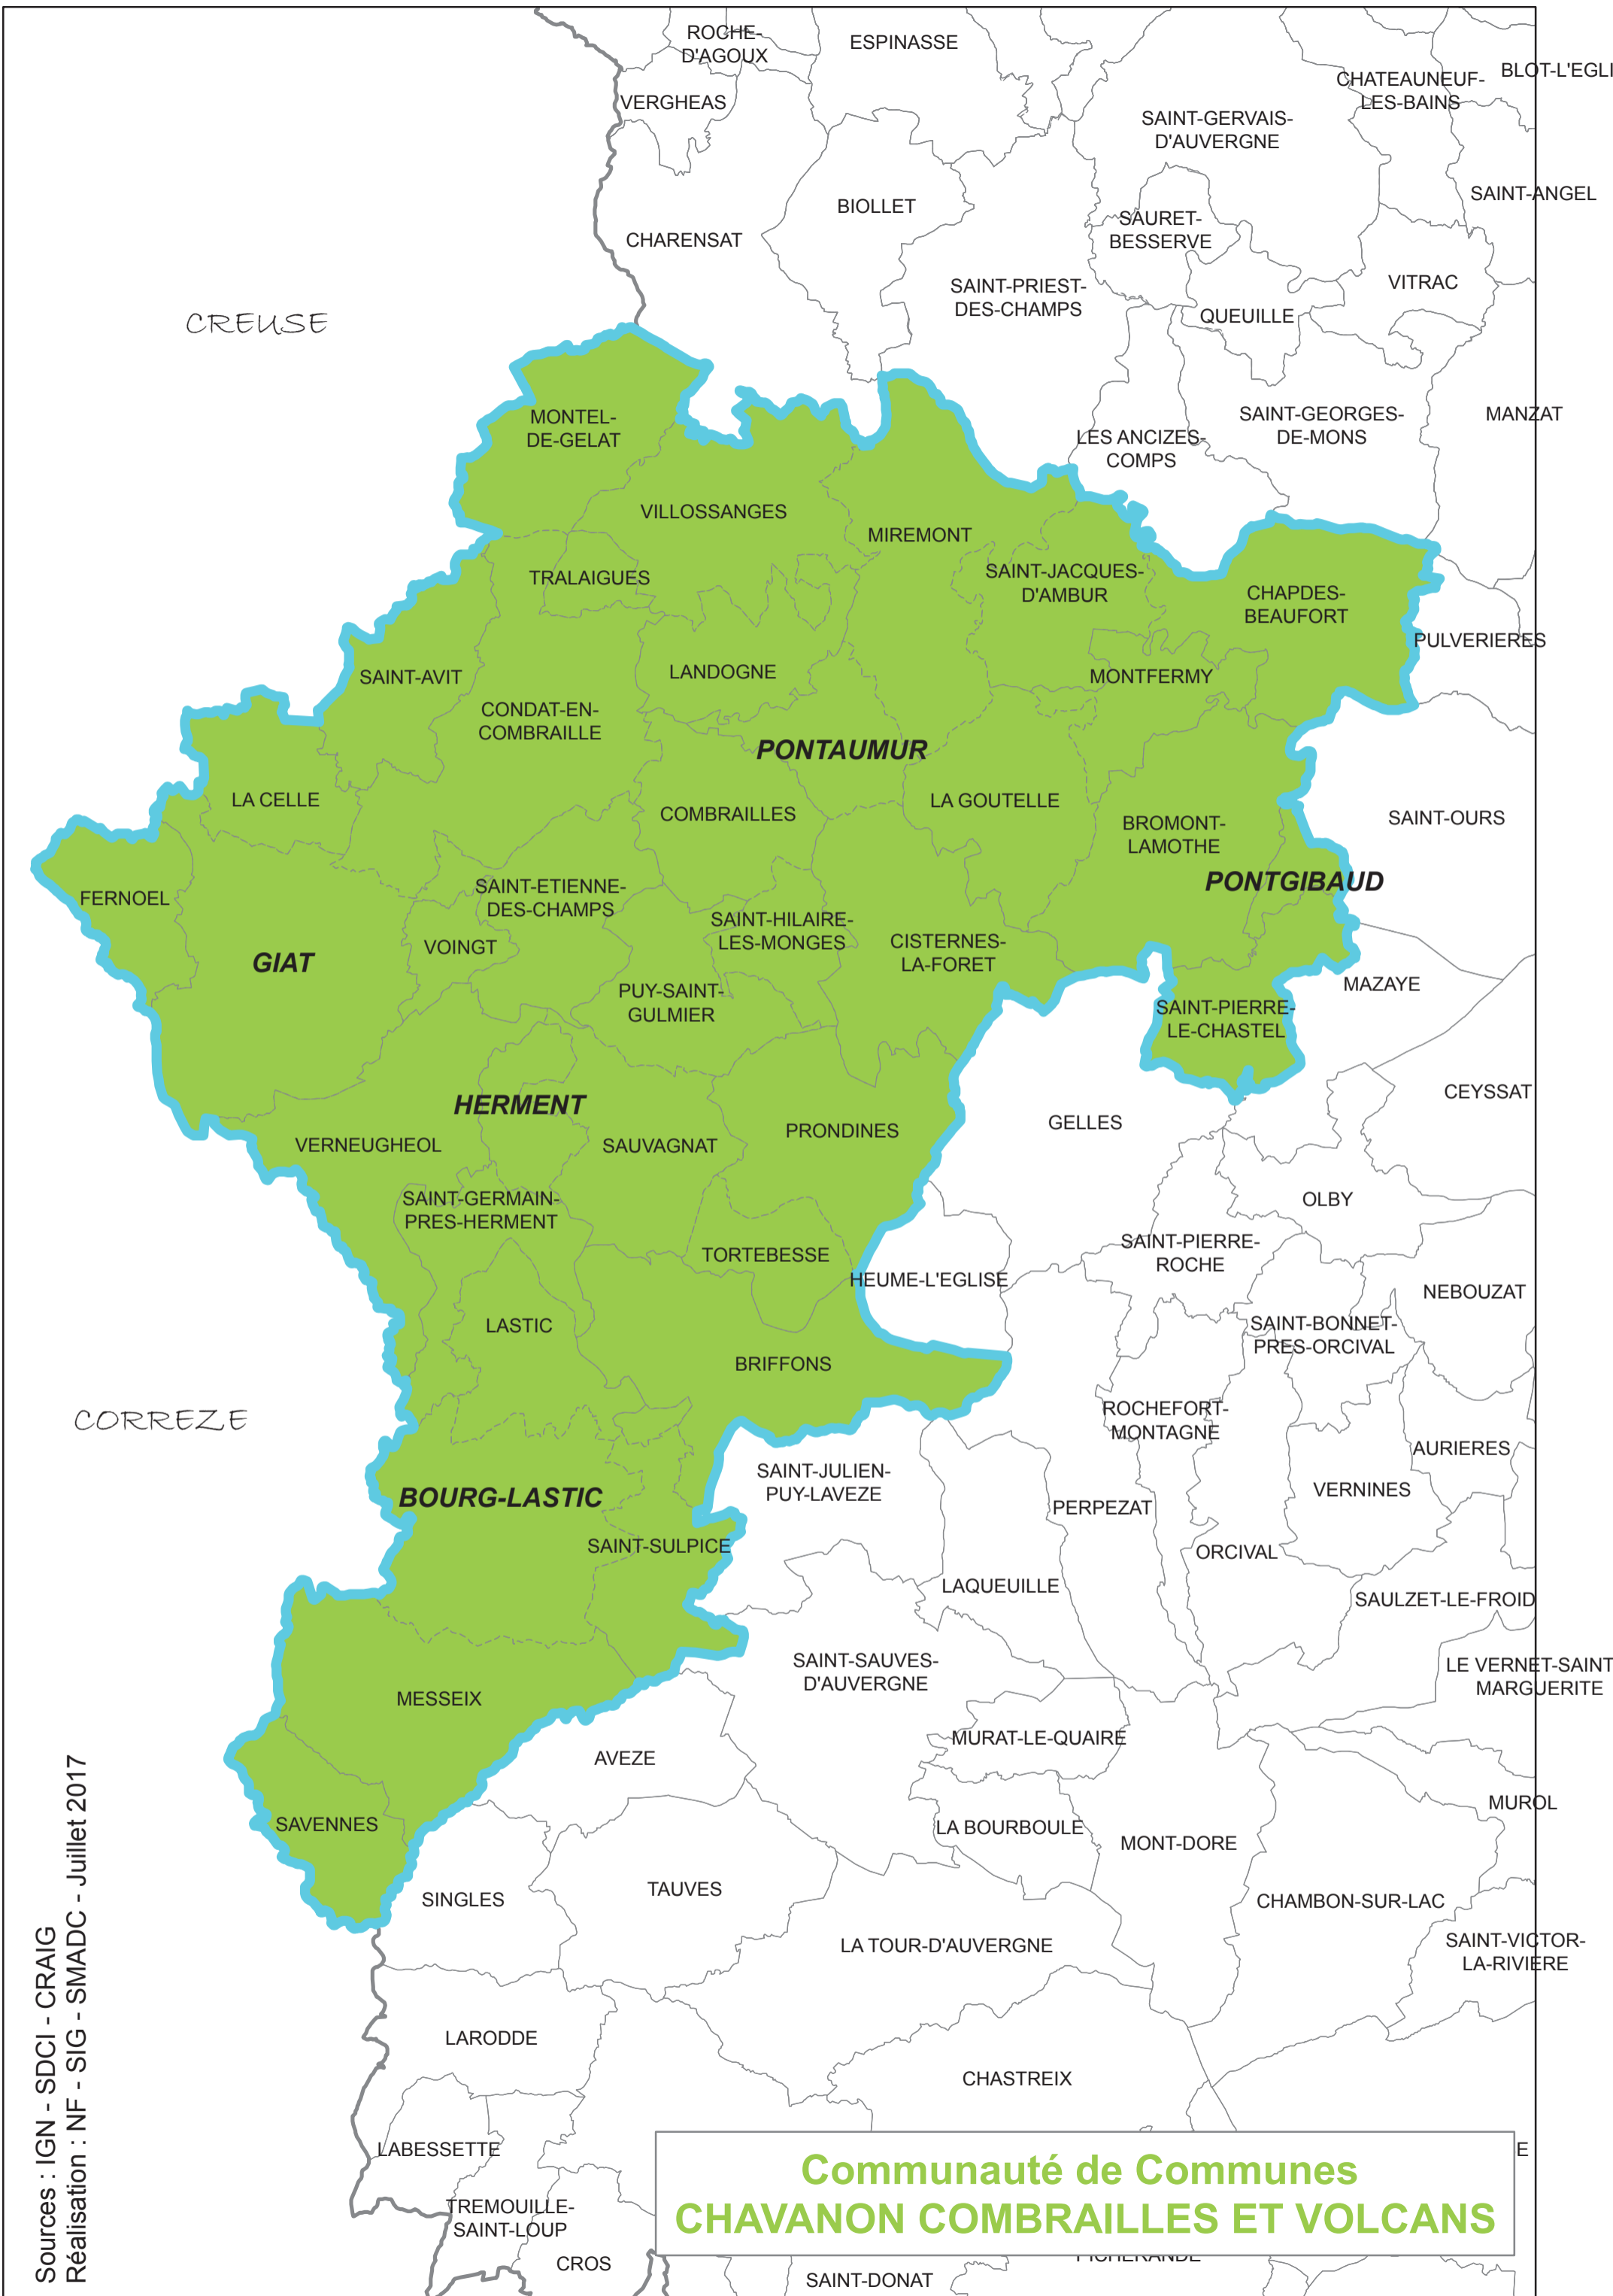 ROCHE-
D'AGOUX
ESPINASSE
BLOT-L'EGLI
CHATEAUNEUF-
LES-BAINS
VERGHEAS
SAINT-GERVAIS-
D'AUVERGNE
SAINT-ANGEL
BIOLLET
SAURET-
BESSERVE
CHARENSAT
VITRAC
SAINT-PRIEST-
DES-CHAMPS
QUEUILLE
CREUSE
MONTEL-
DE-GELAT
SAINT-GEORGES-
DE-MONS
MANZAT
LES ANCIZES-
COMPS
VILLOSSANGES
MIREMONT
TRALAIGUES
SAINT-JACQUES-
D'AMBUR
CHAPDES-
BEAUFORT
PULVERIERES
SAINT-AVIT
LANDOGNE
MONTFERMY
CONDAT-EN-
COMBRAILLE
PONTAUMUR
LA CELLE
COMBRAILLES
LA GOUTELLE
SAINT-OURS
BROMONT-
LAMOTHE
PONTGIBAUD
FERNOEL
SAINT-ETIENNE-
DES-CHAMPS
SAINT-HILAIRE-
LES-MONGES
VOINGT
CISTERNES-
LA-FORET
GIAT
MAZAYE
PUY-SAINT-
GULMIER
SAINT-PIERRE-
LE-CHASTEL
CEYSSAT
HERMENT
GELLES
PRONDINES
VERNEUGHEOL
SAUVAGNAT
SAINT-GERMAIN-
PRES-HERMENT
OLBY
TORTEBESSE
SAINT-PIERRE-
ROCHE
HEUME-L'EGLISE
NEBOUZAT
LASTIC
SAINT-BONNET-
PRES-ORCIVAL
BRIFFONS
CORREZE
ROCHEFORT-
MONTAGNE
AURIERES
SAINT-JULIEN-
PUY-LAVEZE
VERNINES
BOURG-LASTIC
PERPEZAT
SAINT-SULPICE
ORCIVAL
LAQUEUILLE
SAULZET-LE-FROID
SAINT-SAUVES-
D'AUVERGNE
LE VERNET-SAINT
MARGUERITE
MESSEIX
MURAT-LE-QUAIRE
AVEZE
MUROL
SAVENNES
LA BOURBOULE
MONT-DORE
TAUVES
SINGLES
CHAMBON-SUR-LAC
LA TOUR-D'AUVERGNE
SAINT-VICTOR-
LA-RIVIERE
LARODDE
CHASTREIX
LABESSETTE
E
Communauté de Communes
CHAVANON COMBRAILLES ET VOLCANS
TREMOUILLE-
SAINT-LOUP
PICHERANDE
CROS
SAINT-DONAT
Sources : IGN - SDCI - CRAIG
Réalisation : NF - SIG - SMADC - Juillet 2017